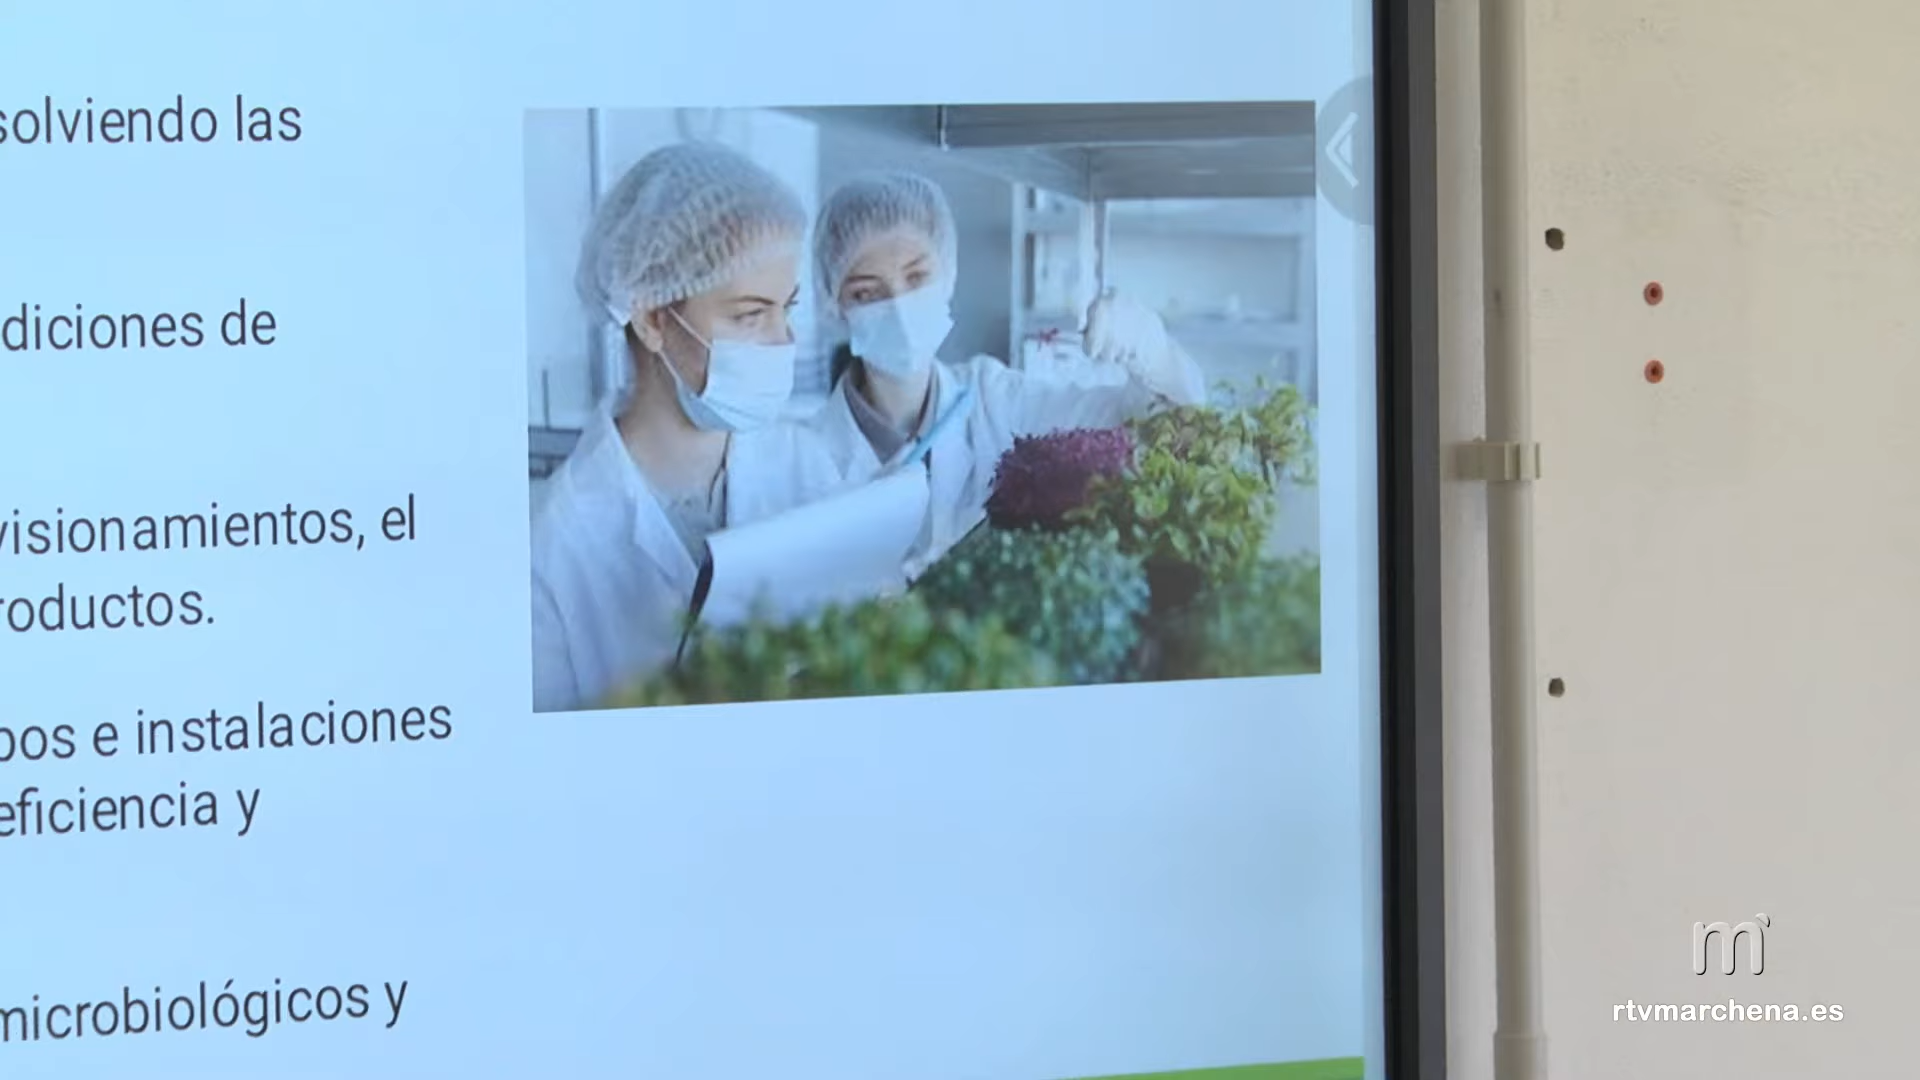 solviendo las
diciones de
visionamientos, el
roductos.
pos e instalaciones
eficiencia y
microbiológicos y
m
rtvmarchena.es